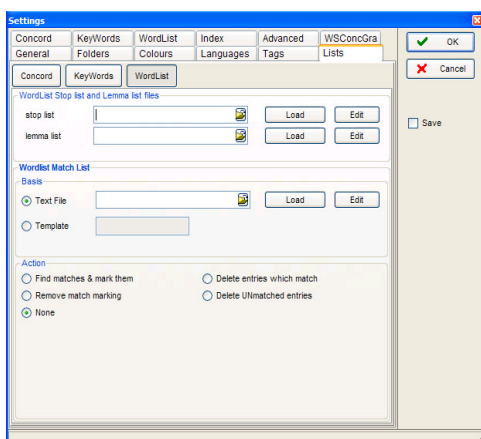 Settings
Concord KeyWords WordList Index Advanced WSConcGra
General Folders Colours Languages Tags Lists
OK
Cancel
Save
Concord KeyWords WordList
WordList Stop list and Lemma list files
stop list Load Edit
lemma list Load Edit
Wordlist Match List
Basis
Text File Load Edit
Template
Action
Find matches & mark them Delete entries which match
Remove match marking Delete UNmatched entries
None